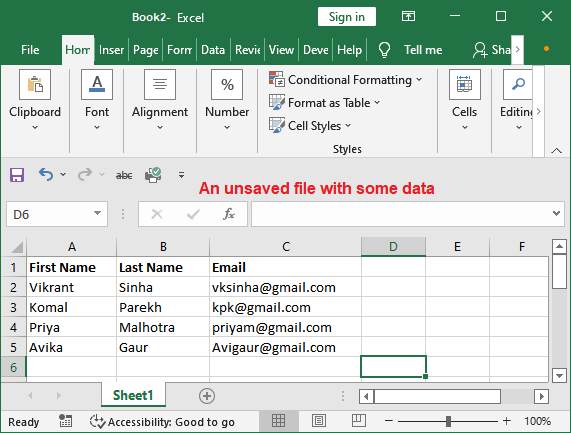 Book2- Excel Sign in
File Hom Inser Page Form Data Revie View Deve Help Tell me Sha
Clipboard Font Alignment Number Conditional Formatting Format as Table Cell Styles Cells Editing
Styles
abc An unsaved file with some data
D6 fx
A B C D E F
1 First Name Last Name Email
2 Vikrant Sinha vksinha@gmail.com
3 Komal Parekh kpk@gmail.com
4 Priya Malhotra priyam@gmail.com
5 Avika Gaur Avigaur@gmail.com
6
Sheet1
Ready Accessibility: Good to go 100%